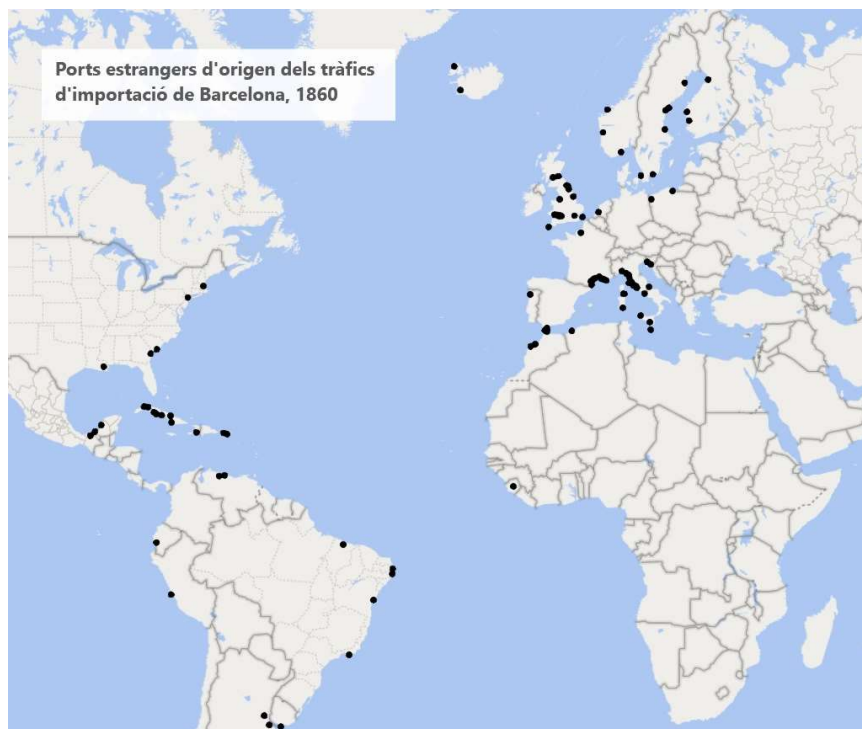 Ports estrangers d'origen dels tràfics
d'importació de Barcelona, 1860